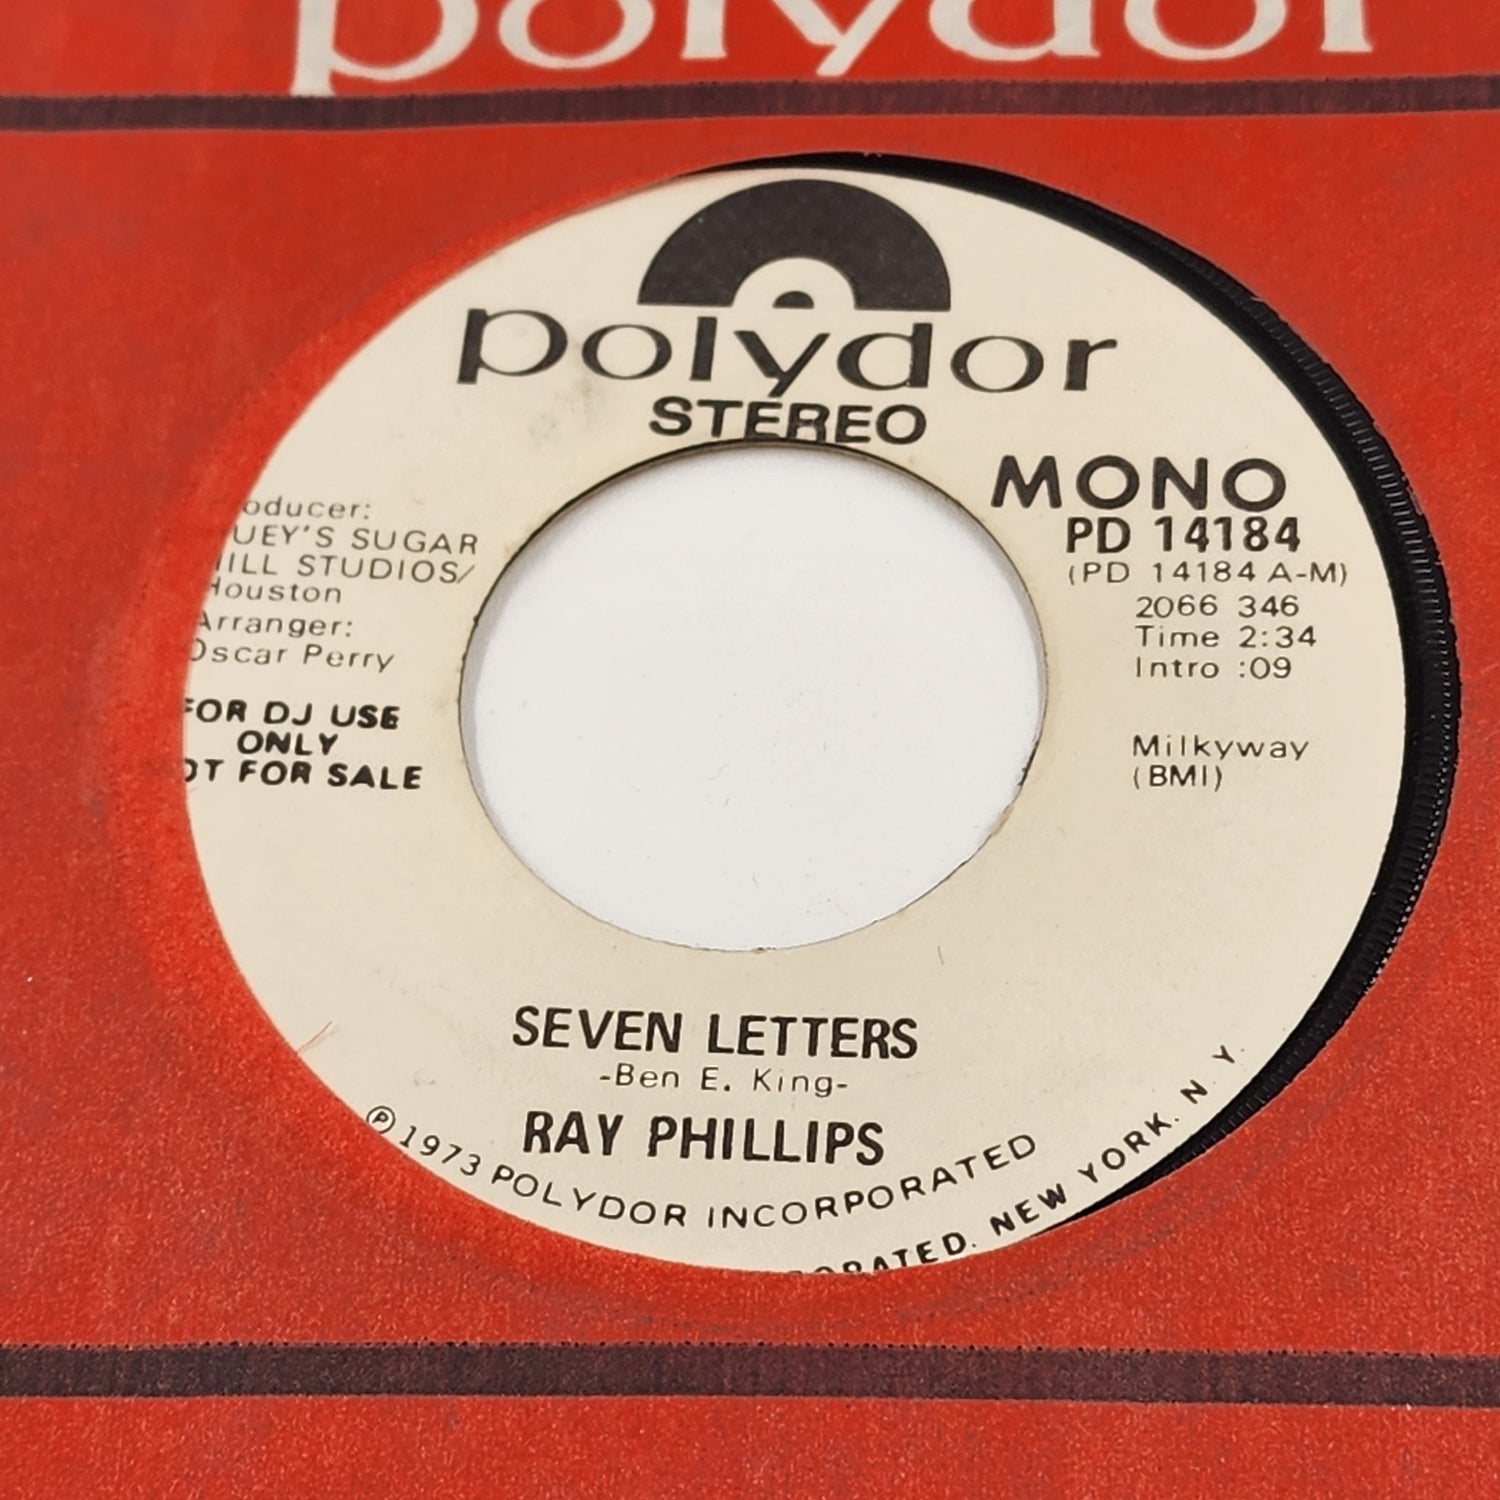 polydor
polydor
STEREO
MONO
PD 14184
(PD 14184 A-M)
2066 346
Time 2:34
Intro :09
Milkyway
(BMI)
oducer:
UEY'S SUGAR
HILL STUDIOS/
Houston
Arranger:
Oscar Perry
FOR DJ USE
ONLY
OT FOR SALE
SEVEN LETTERS
-Ben E. King-
RAY PHILLIPS
℗ 1973 POLYDOR INCORPORATED
ORATED. NEW YORK. N. Y.